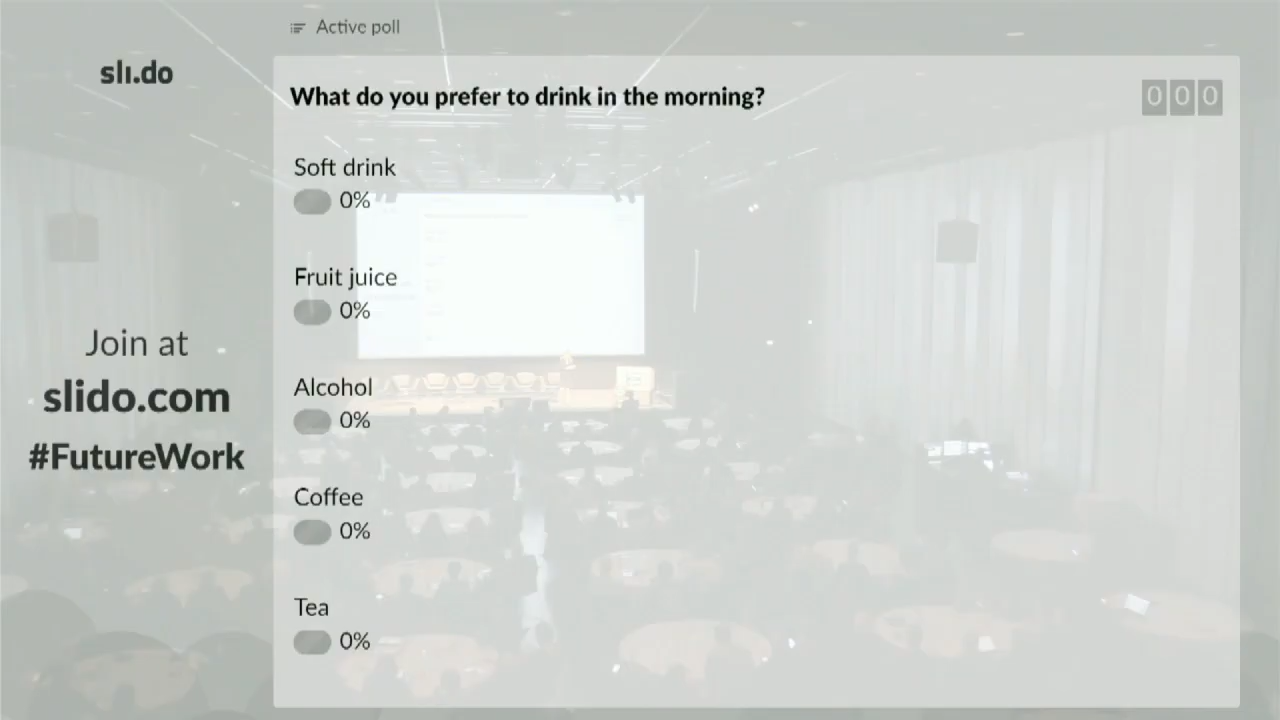 Active poll
sli.do
What do you prefer to drink in the morning?
000
Soft drink
0%
Fruit juice
0%
Alcohol
0%
Coffee
0%
Tea
0%
Join at
slido.com
#FutureWork